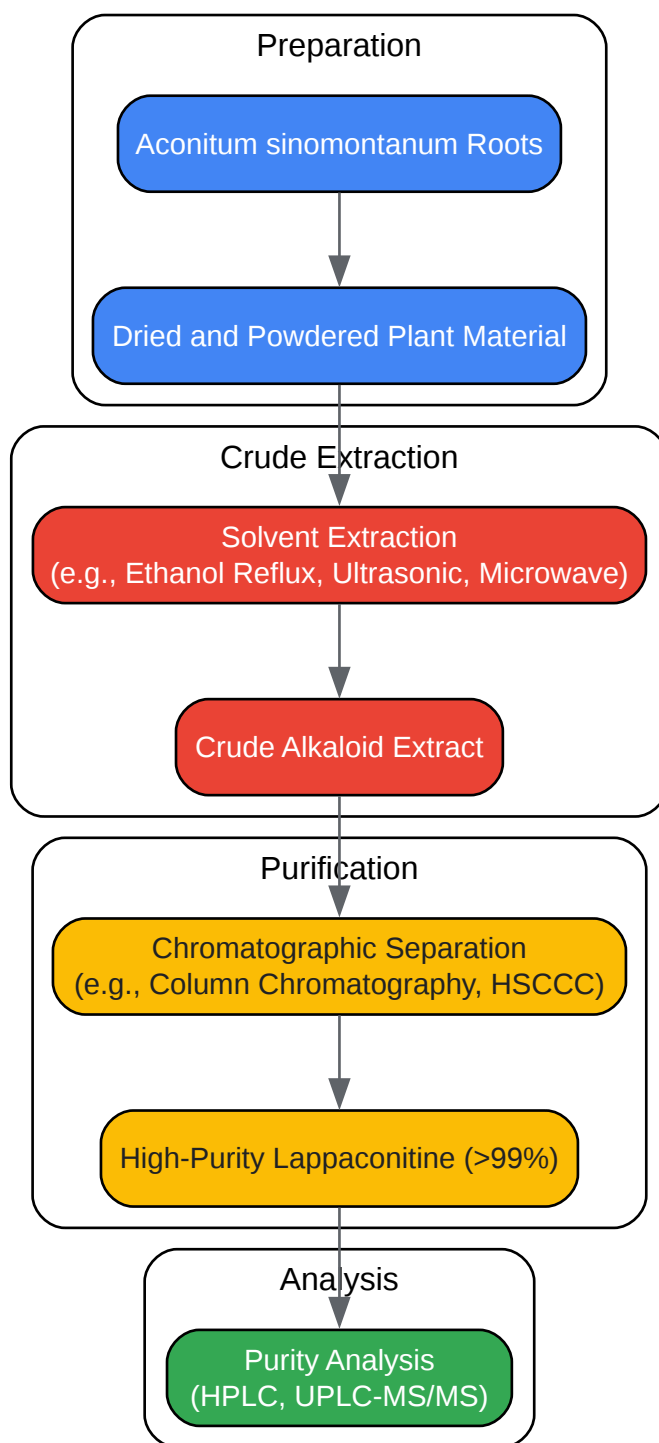 Preparation
Aconitum sinomontanum Roots
Dried and Powdered Plant Material
Crude Extraction
Solvent Extraction
(e.g., Ethanol Reflux, Ultrasonic, Microwave)
Crude Alkaloid Extract
Purification
Chromatographic Separation
(e.g., Column Chromatography, HSCCC)
High-Purity Lappaconitine (>99%)
Analysis
Purity Analysis
(HPLC, UPLC-MS/MS)